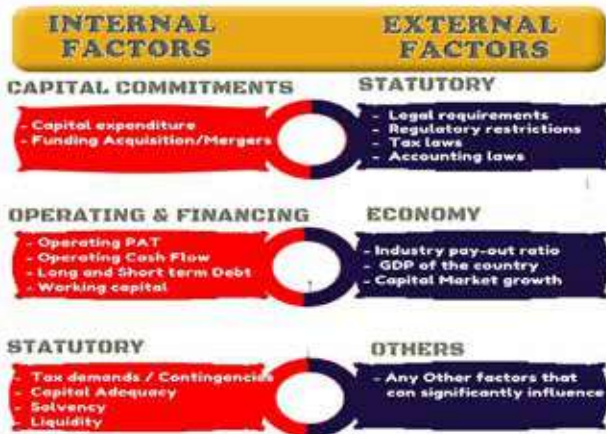 INTERNAL
FACTORS
EXTERNAL
FACTORS
CAPITAL COMMITMENTS
- Capital expenditure
- Funding Acquisition/Mergers
STATUTORY
- Legal requirements
- Regulatory restrictions
- Tax laws
- Accounting laws
OPERATING & FINANCING
- Operating PAT
- Operating Cash Flow
- Long and Short term Debt
- Working capital
ECONOMY
- Industry pay-out ratio
- GDP of the country
- Capital Market growth
STATUTORY
- Tax demands / Contingencies
- Capital Adequacy
- Solvency
- Liquidity
OTHERS
- Any Other factors that
can significantly influence